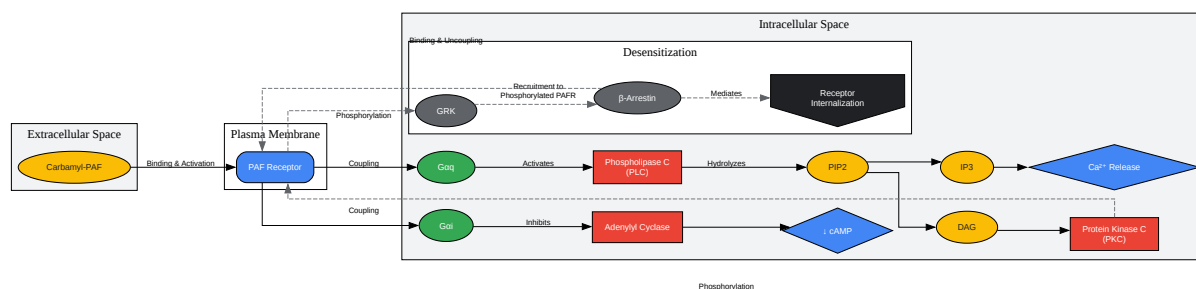 Intracellular Space
Binding & Uncoupling
Desensitization
Recruitment to
Phosphorylated PAFR
β-Arrestin
Mediates
Receptor
Internalization
GRK
Phosphorylation
Extracellular Space
Plasma Membrane
Carbamyl-PAF
Binding & Activation
PAF Receptor
Coupling
Gαq
Activates
Phospholipase C
(PLC)
Hydrolyzes
PIP2
IP3
Ca²⁺ Release
Coupling
Gαi
Inhibits
Adenylyl Cyclase
↓ cAMP
DAG
Protein Kinase C
(PKC)
Phosphorylation